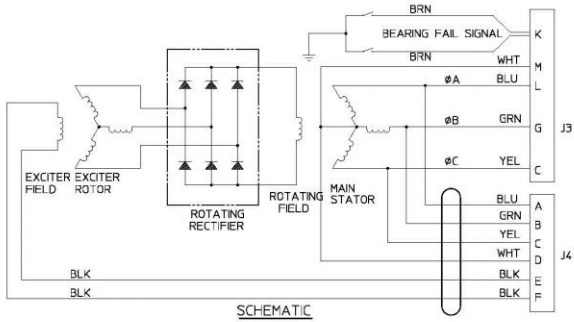 BRN
BEARING FAIL SIGNAL
K
BRN
WHT
M
ØA
BLU
L
ØB
GRN
G
J3
ØC
YEL
C
EXCITER FIELD
EXCITER ROTOR
ROTATING RECTIFIER
ROTATING FIELD
MAIN STATOR
BLU
A
GRN
B
YEL
C
J4
WHT
D
BLK
BLK
E
BLK
BLK
F
SCHEMATIC